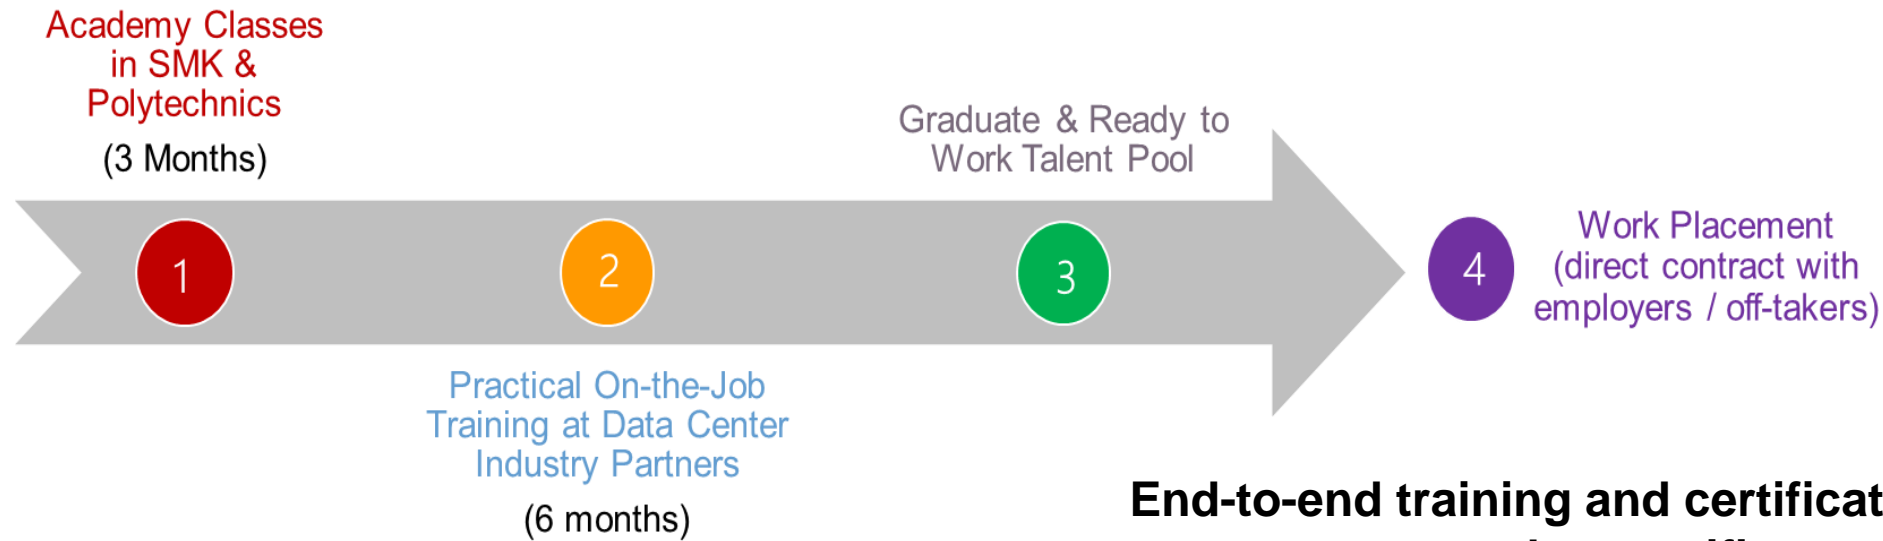 Academy Classes
in SMK &
Polytechnics
(3 Months)
1
2
Practical On-the-Job
Training at Data Center
Industry Partners
(6 months)
Graduate & Ready to
Work Talent Pool
3
4
Work Placement
(direct contract with
employers / off-takers)
End-to-end training and certificat